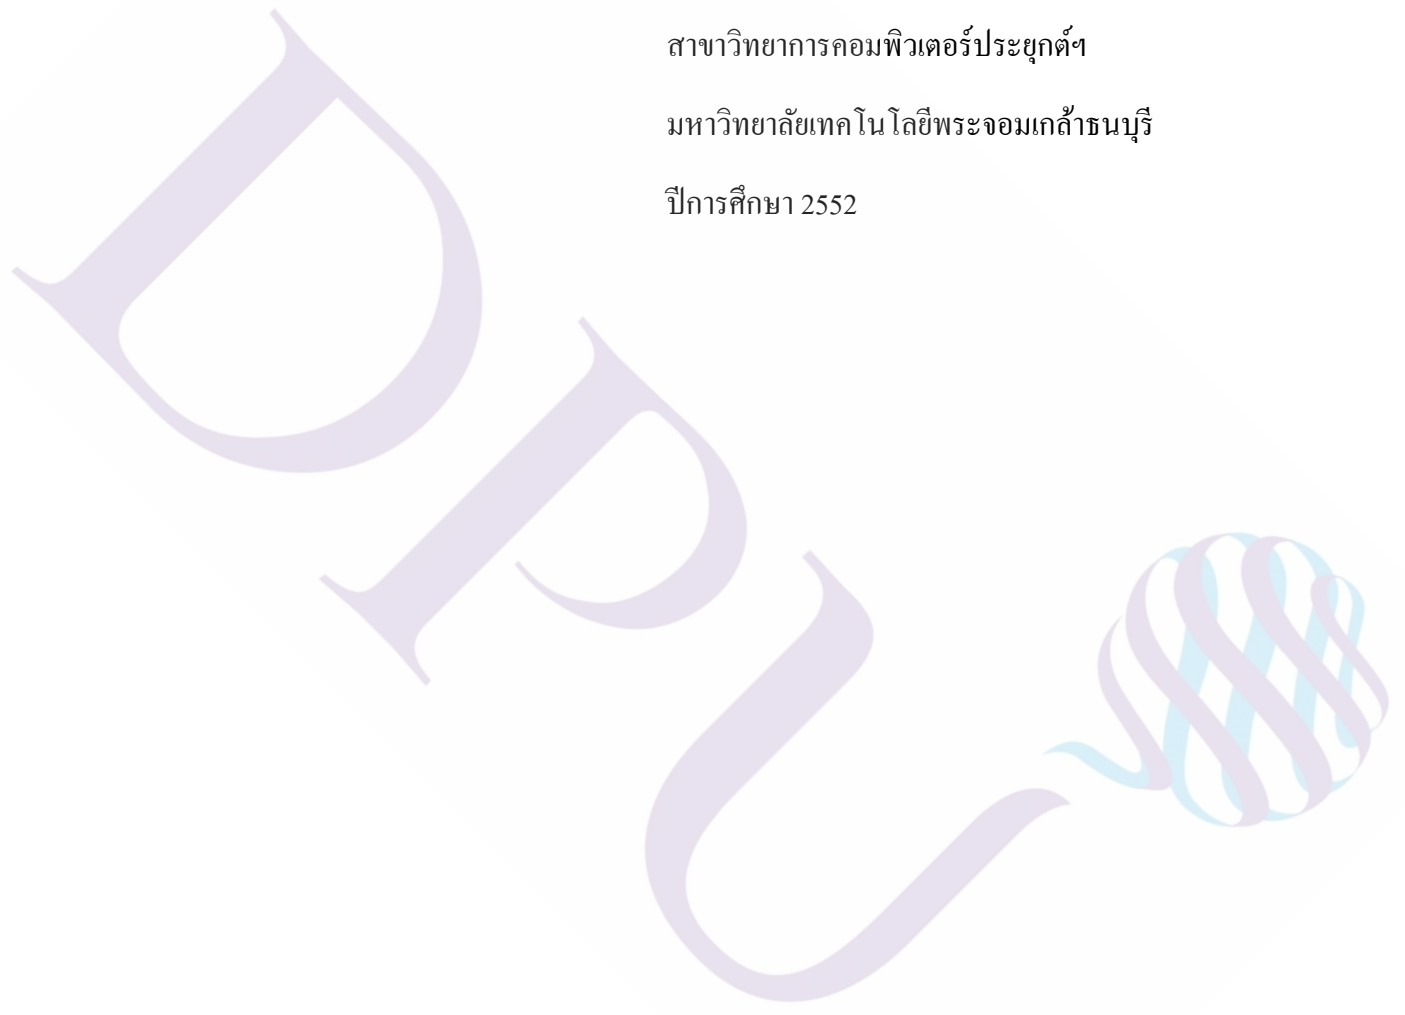 สาขาวิทยาการคอมพิวเตอร์ประยุกต์ฯ
มหาวิทยาลัยเทคโนโลยีพระจอมเกล้าธนบุรี
ปีการศึกษา 2552
DPU